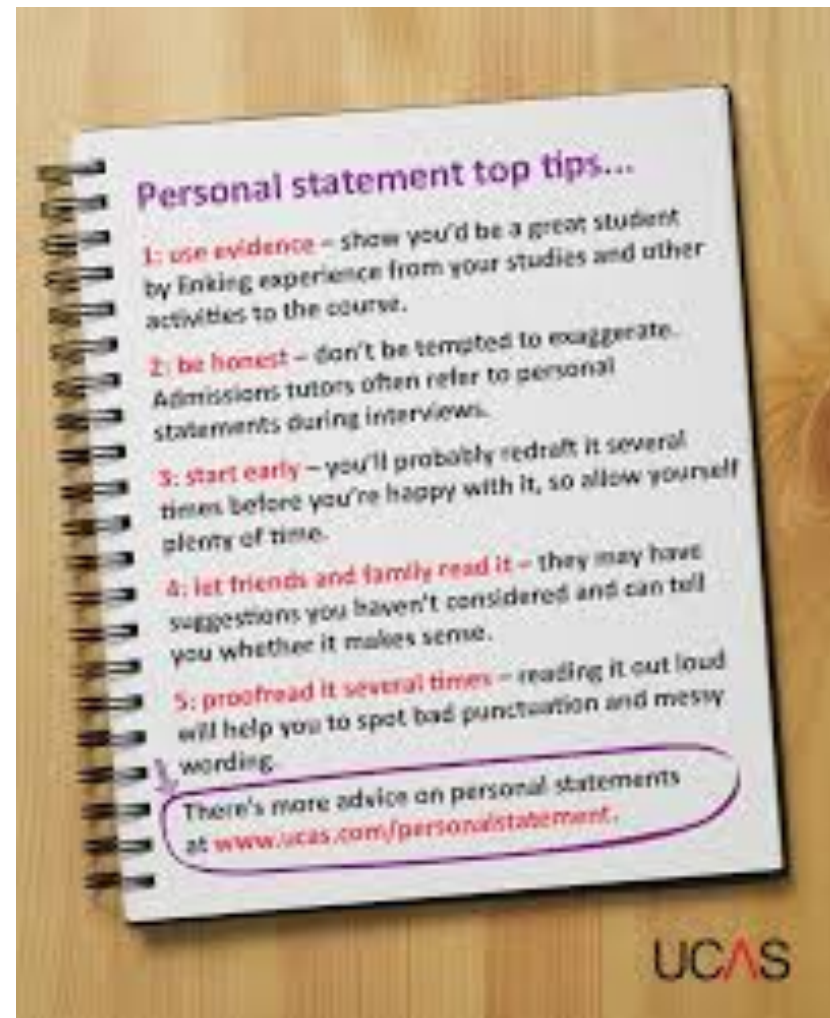 Personal statement top tips...
1: use evidence – show you'd be a great student
by linking experience from your studies and other
activities to the course.
2: be honest – don't be tempted to exaggerate.
Admissions tutors often refer to personal
statements during interviews.
3: start early – you'll probably redraft it several
times before you're happy with it, so allow yourself
plenty of time.
4: let friends and family read it – they may have
suggestions you haven't considered and can tell
you whether it makes sense.
5: proofread it several times – reading it out loud
will help you to spot bad punctuation and messy
wording.
There's more advice on personal statements
at www.ucas.com/personalstatement.
UCAS